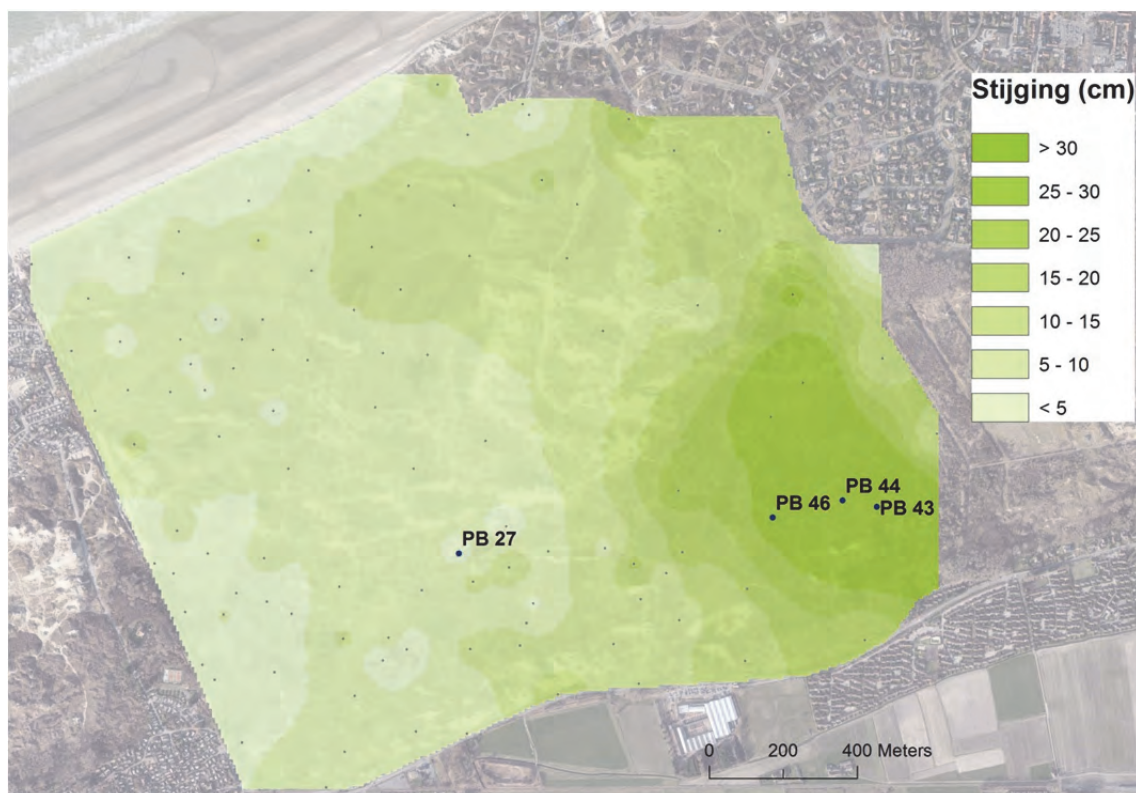 Stijging (cm)
> 30
25 - 30
20 - 25
15 - 20
10 - 15
5 - 10
< 5
PB 44
PB 46
PB 43
PB 27
0 200 400 Meters